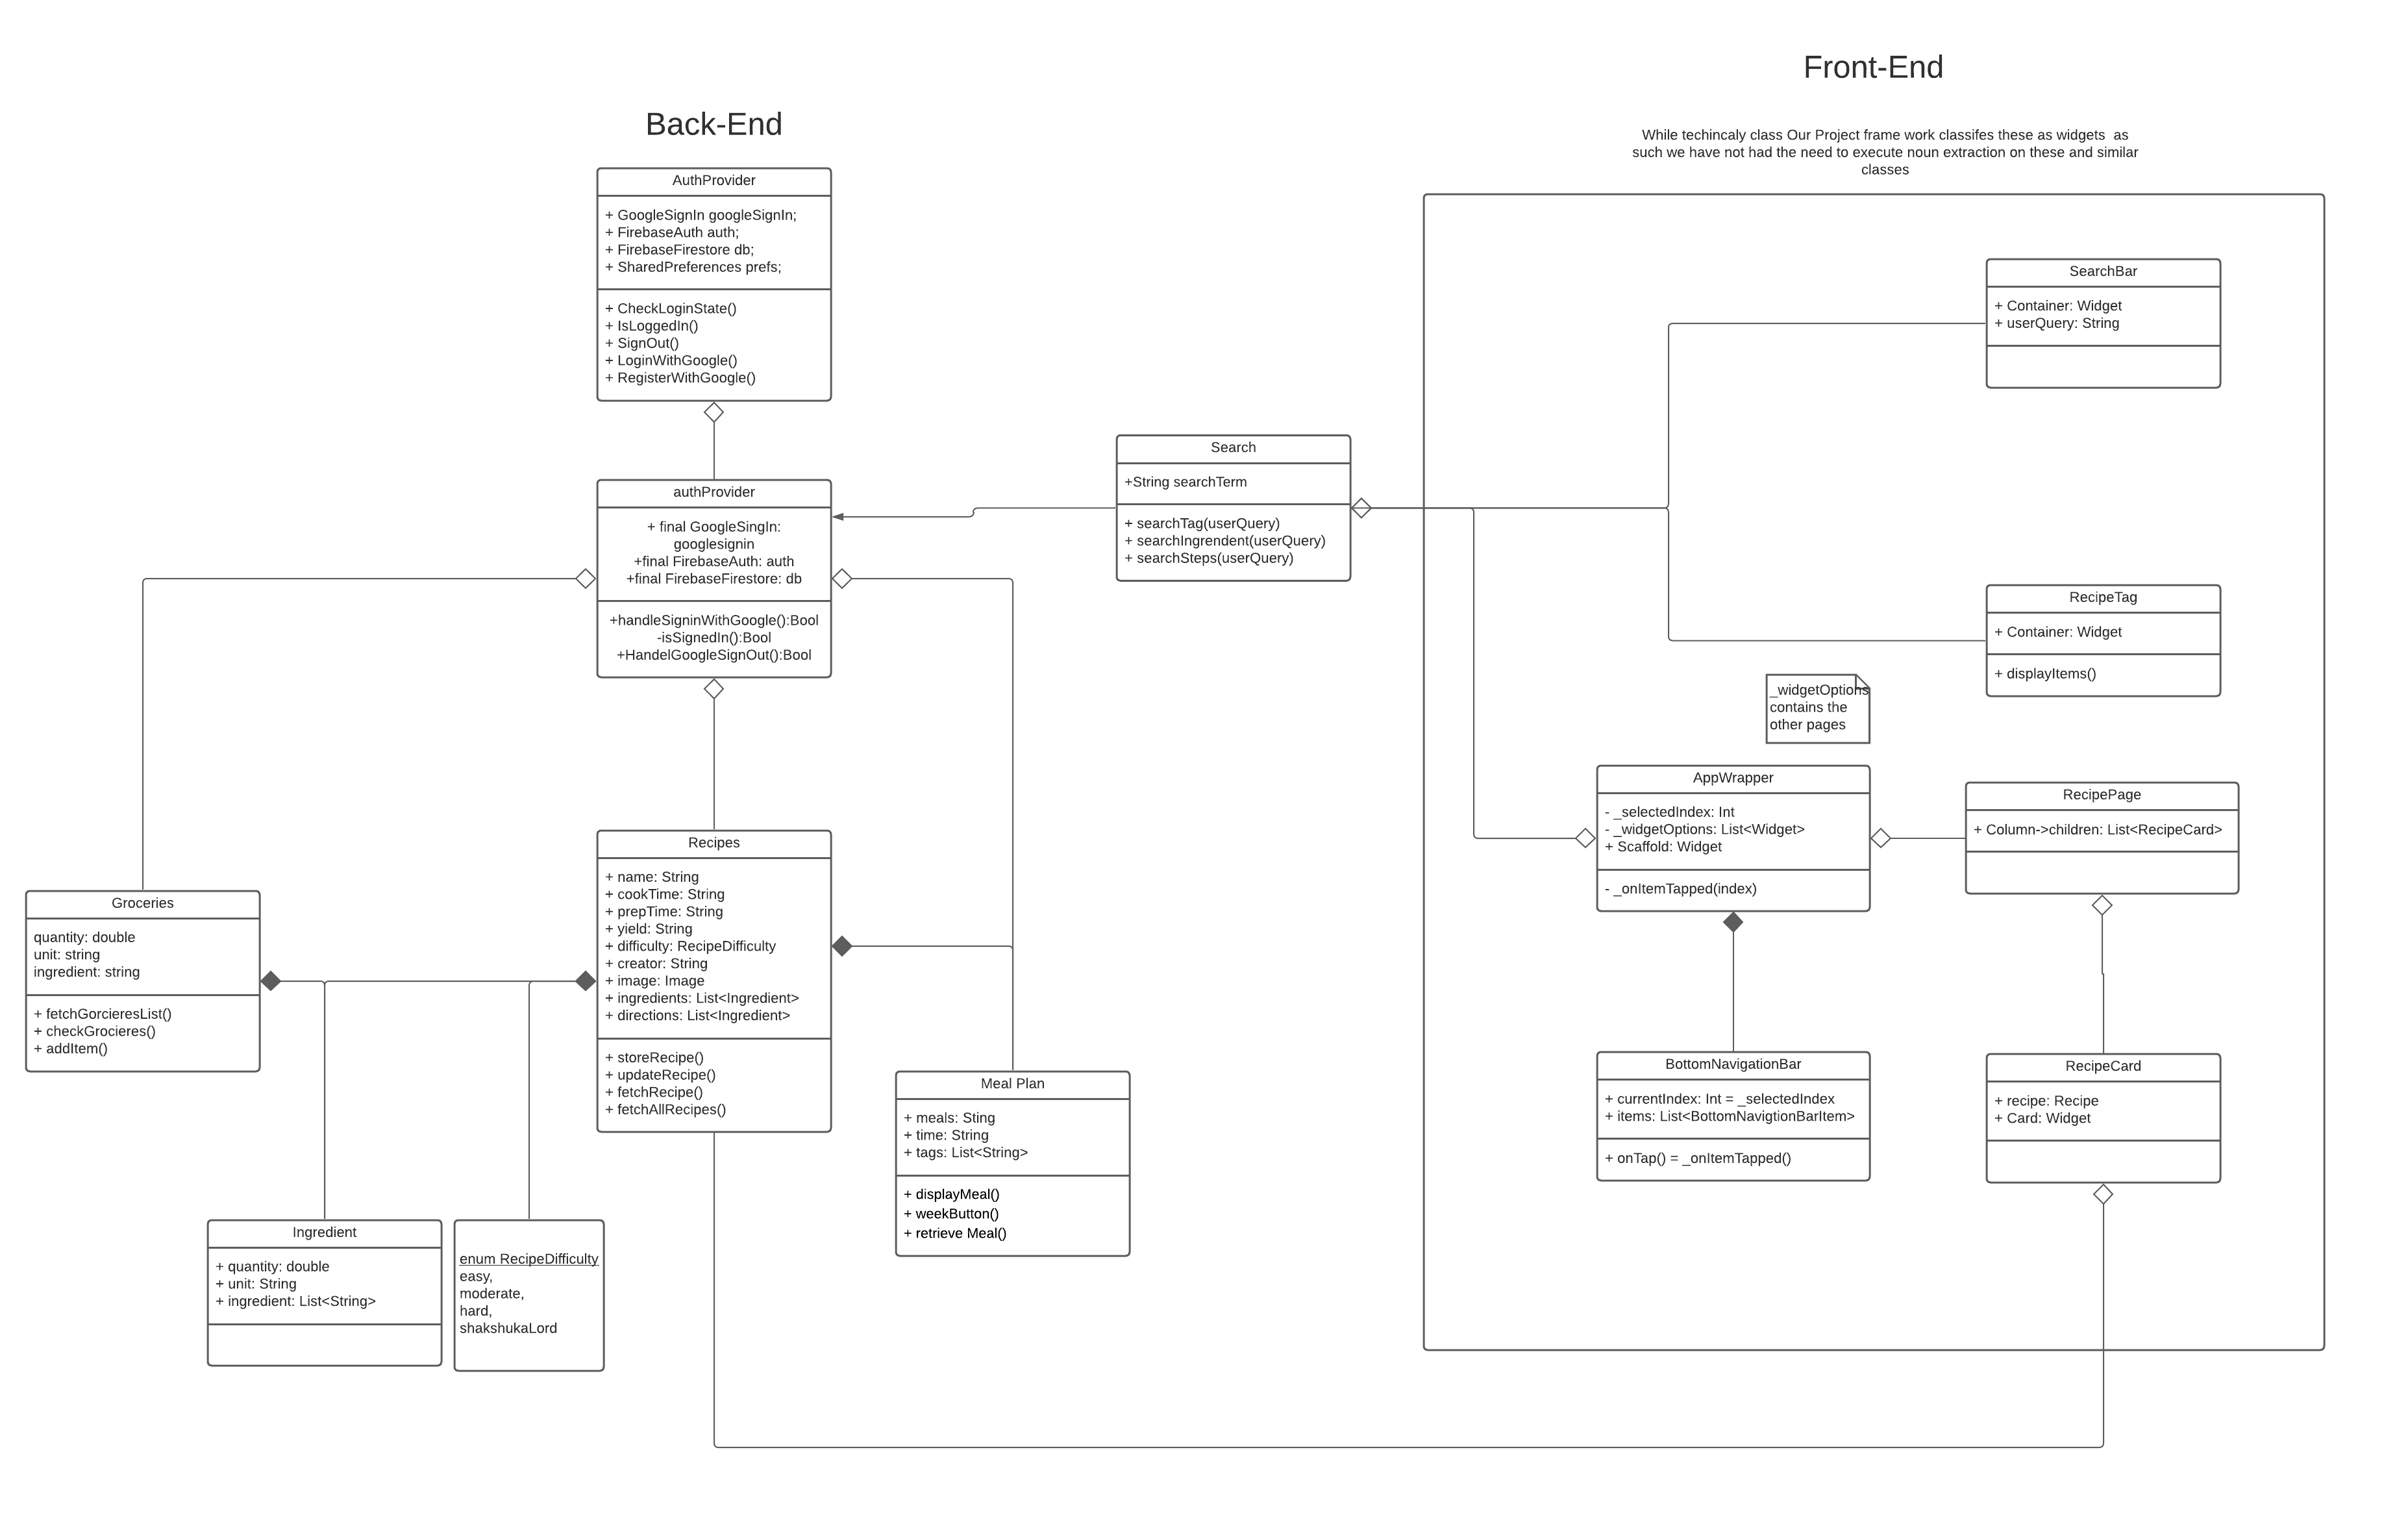 Front-End
Back-End
While techincaly class Our Project frame work classifes these as widgets as
such we have not had the need to execute noun extraction on these and similar
classes
AuthProvider
+ GoogleSignIn googleSignIn;
+ FirebaseAuth auth;
+ FirebaseFirestore db;
+ SharedPreferences prefs;
+ CheckLoginState()
+ IsLoggedIn()
+ SignOut()
+ LoginWithGoogle()
+ RegisterWithGoogle()
SearchBar
+ Container: Widget
+ userQuery: String
Search
+String searchTerm
+ searchTag(userQuery)
+ searchIngrendent(userQuery)
+ searchSteps(userQuery)
authProvider
+ final GoogleSingIn:
googlesignin
+final FirebaseAuth: auth
+final FirebaseFirestore: db
+handleSigninWithGoogle():Bool
-isSignedIn():Bool
+HandelGoogleSignOut():Bool
RecipeTag
+ Container: Widget
+ displayItems()
_widgetOptions
contains the
other pages
AppWrapper
- _selectedIndex: Int
- _widgetOptions: List<Widget>
+ Scaffold: Widget
- _onItemTapped(index)
RecipePage
+ Column->children: List<RecipeCard>
Recipes
+ name: String
+ cookTime: String
+ prepTime: String
+ yield: String
+ difficulty: RecipeDifficulty
+ creator: String
+ image: Image
+ ingredients: List<Ingredient>
+ directions: List<Ingredient>
+ storeRecipe()
+ updateRecipe()
+ fetchRecipe()
+ fetchAllRecipes()
Groceries
quantity: double
unit: string
ingredient: string
+ fetchGorcieresList()
+ checkGrocieres()
+ addItem()
Meal Plan
+ meals: Sting
+ time: String
+ tags: List<String>
+ displayMeal()
+ weekButton()
+ retrieve Meal()
BottomNavigationBar
+ currentIndex: Int = _selectedIndex
+ items: List<BottomNavigtionBarItem>
+ onTap() = _onItemTapped()
RecipeCard
+ recipe: Recipe
+ Card: Widget
Ingredient
+ quantity: double
+ unit: String
+ ingredient: List<String>
enum RecipeDifficulty
easy,
moderate,
hard,
shakshukaLord